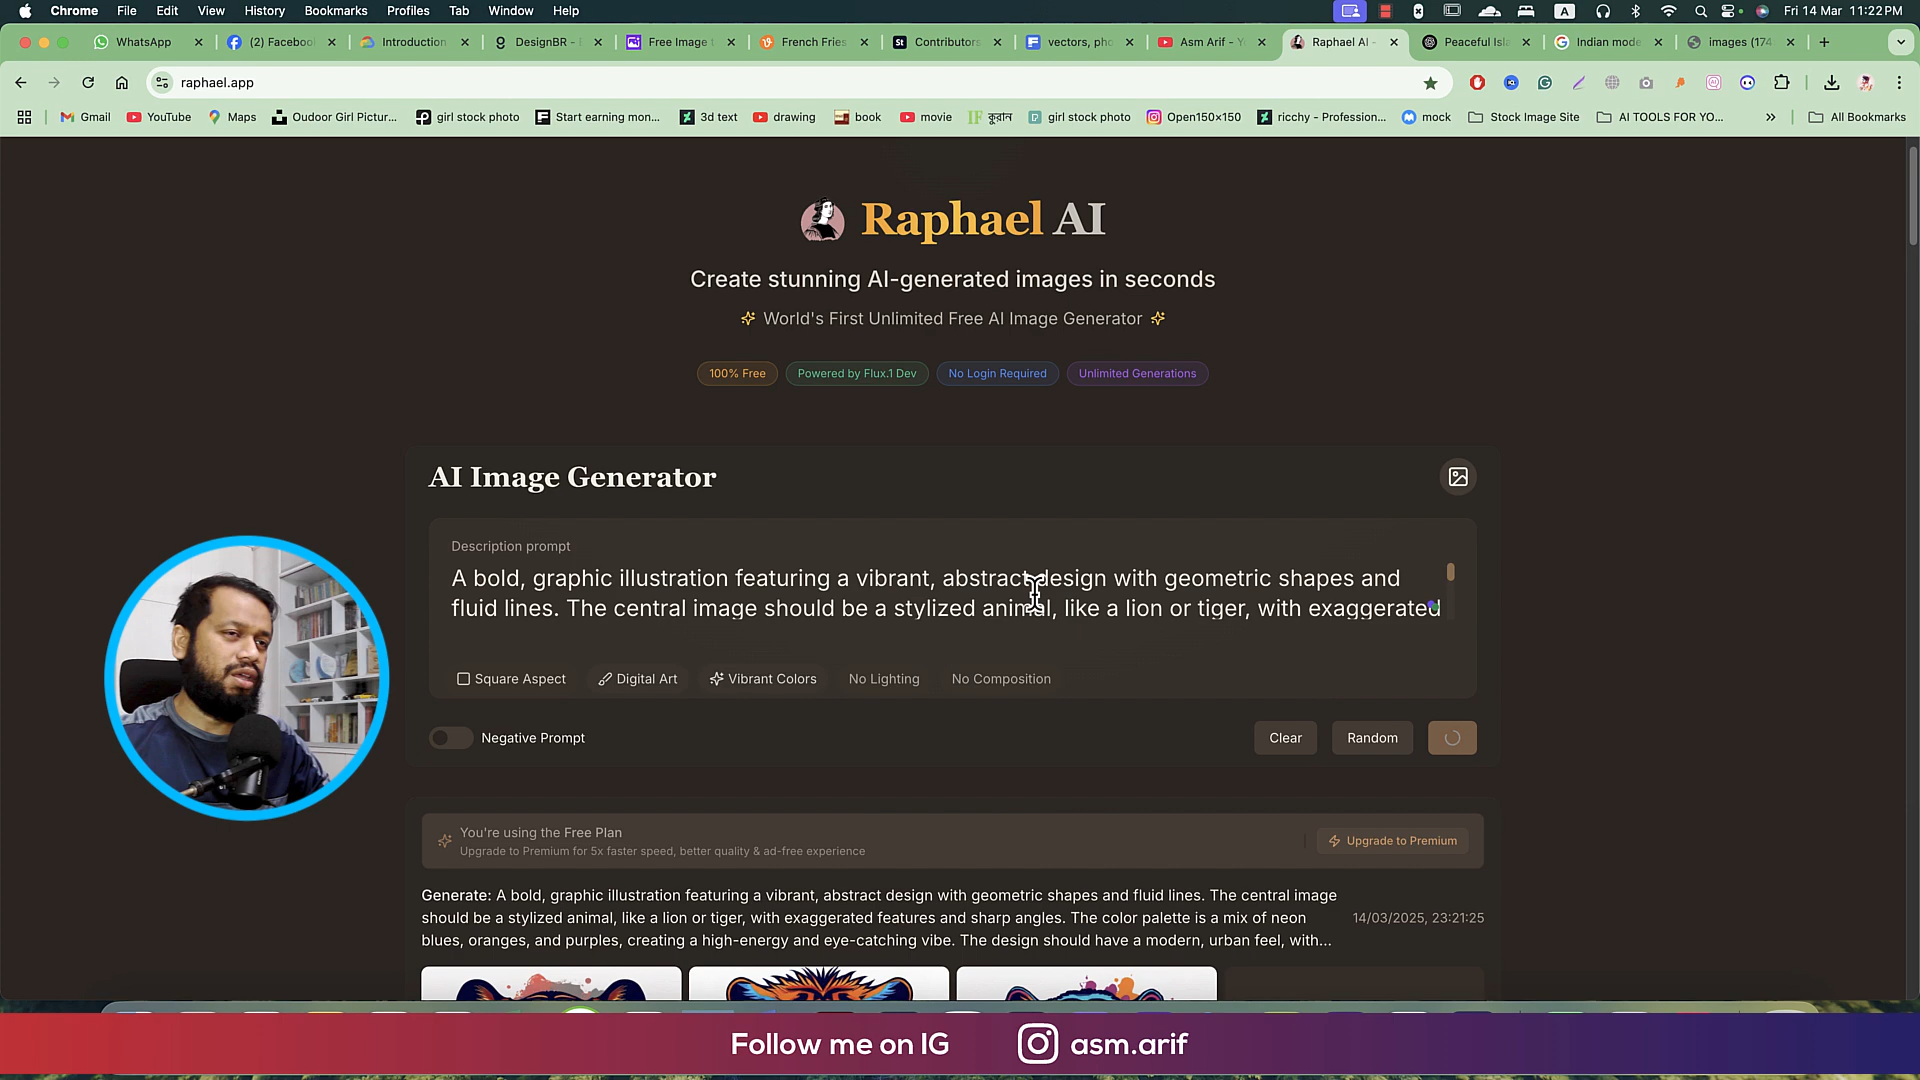 Chrome File Edit View History Bookmarks Profiles Tab Window Help
A
Fri 14 Mar 11:22 PM
WhatsApp
(2) Faceboo
Introduction
DesignBR -
Free Image
French Fries
Contributors
vectors, pho
Asm Arif - Y
Raphael AI -
Peaceful Isla
Indian mode
images (174
raphael.app
Gmail
YouTube
Maps
Oudoor Girl Pictur...
girl stock photo
Start earning mon...
3d text
drawing
book
movie
কুরান
girl stock photo
Open150×150
ricchy - Profession...
mock
Stock Image Site
AI TOOLS FOR YO...
All Bookmarks
Raphael AI
Create stunning AI-generated images in seconds
World's First Unlimited Free AI Image Generator
100% Free
Powered by Flux.1 Dev
No Login Required
Unlimited Generations
AI Image Generator
Description prompt
A bold, graphic illustration featuring a vibrant, abstract design with geometric shapes and
fluid lines. The central image should be a stylized animal, like a lion or tiger, with exaggerated
Square Aspect
Digital Art
Vibrant Colors
No Lighting
No Composition
Negative Prompt
Clear
Random
You're using the Free Plan
Upgrade to Premium for 5x faster speed, better quality & ad-free experience
Upgrade to Premium
Generate: A bold, graphic illustration featuring a vibrant, abstract design with geometric shapes and fluid lines. The central image
should be a stylized animal, like a lion or tiger, with exaggerated features and sharp angles. The color palette is a mix of neon
blues, oranges, and purples, creating a high-energy and eye-catching vibe. The design should have a modern, urban feel, with...
14/03/2025, 23:21:25
Follow me on IG
asm.arif